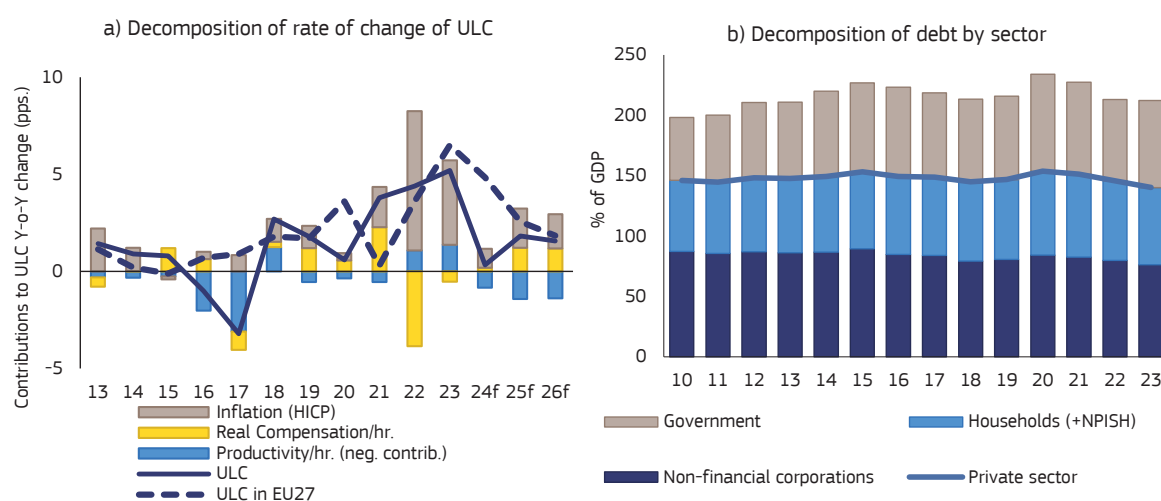 a) Decomposition of rate of change of ULC
Contributions to ULC Y-o-Y change (pps.)
10
5
0
-5
13 14 15 16 17 18 19 20 21 22 23 24f 25f 26f
Inflation (HICP)
Real Compensation/hr.
Productivity/hr. (neg. contrib.)
ULC
ULC in EU27
b) Decomposition of debt by sector
% of GDP
250
200
150
100
50
0
10 11 12 13 14 15 16 17 18 19 20 21 22 23
Government
Households (+NPISH)
Non-financial corporations
Private sector